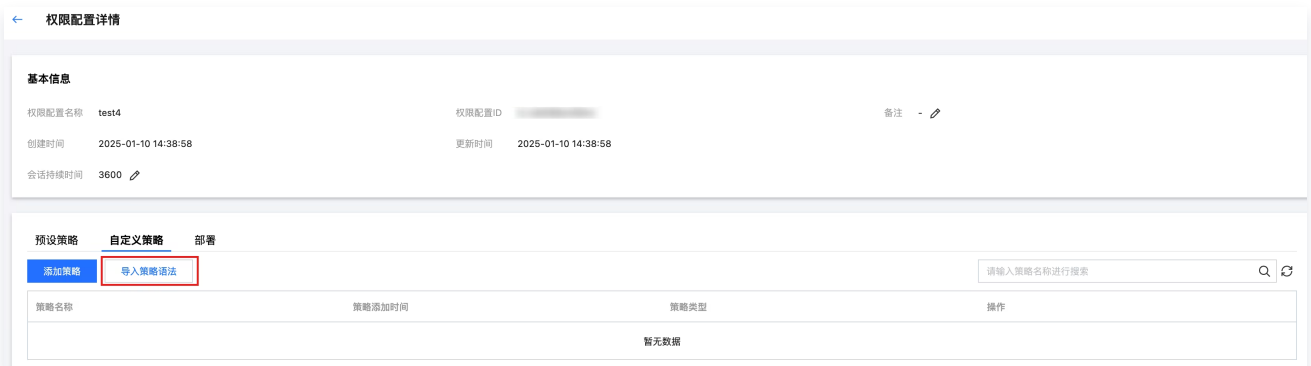 权限配置详情
基本信息
权限配置名称 test4 权限配置ID 备注 -
创建时间 2025-01-10 14:38:58 更新时间 2025-01-10 14:38:58
会话持续时间 3600
预设策略 自定义策略 部署
添加策略 导入策略语法 请输入策略名称进行搜索
策略名称 策略添加时间 策略类型 操作
暂无数据